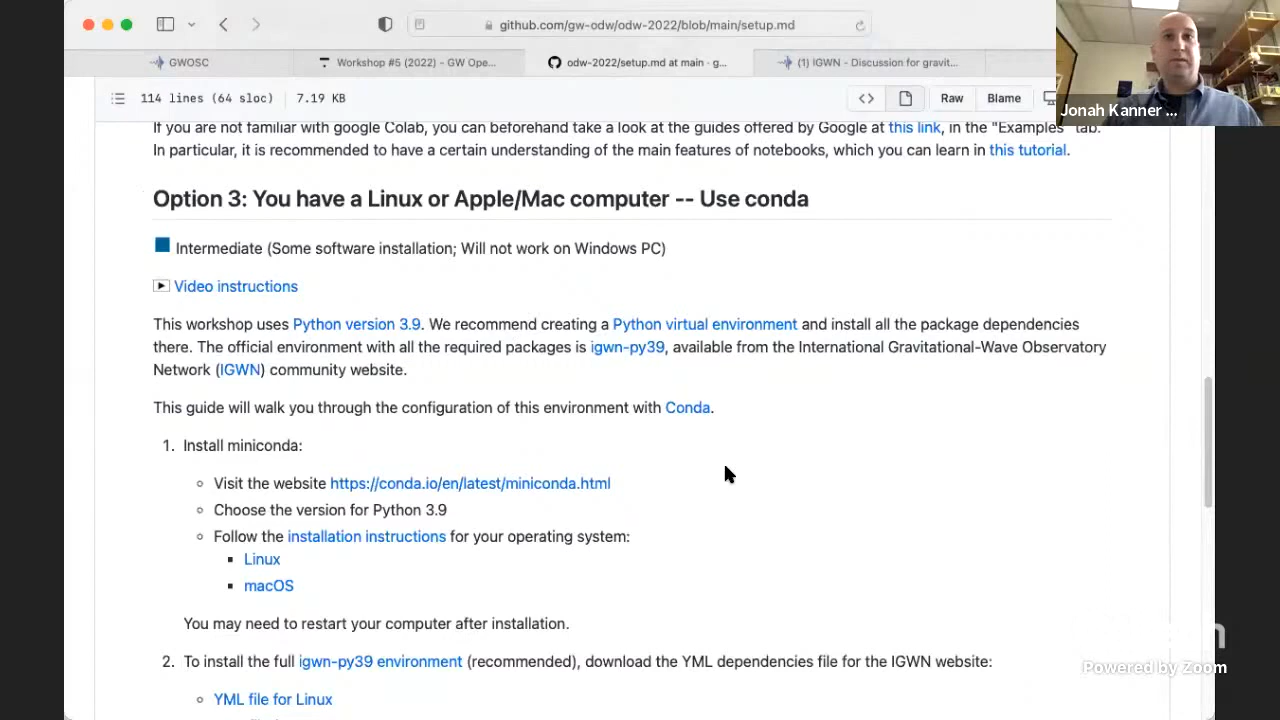 github.com/gw-odw/odw-2022/blob/main/setup.md
GWOSC
Workshop #5 (2022) - GW Ope...
odw-2022/setup.md at main · g...
(1) IGWN - Discussion for gravit...
Jonah Kanner ...
114 lines (64 sloc)
7.19 KB
Raw
Blame
If you are not familiar with google Colab, you can beforehand take a look at the guides offered by Google at this link, in the "Examples" tab.
In particular, it is recommended to have a certain understanding of the main features of notebooks, which you can learn in this tutorial.
Option 3: You have a Linux or Apple/Mac computer -- Use conda
Intermediate (Some software installation; Will not work on Windows PC)
Video instructions
This workshop uses Python version 3.9. We recommend creating a Python virtual environment and install all the package dependencies
there. The official environment with all the required packages is igwn-py39, available from the International Gravitational-Wave Observatory
Network (IGWN) community website.
This guide will walk you through the configuration of this environment with Conda.
1. Install miniconda:
Visit the website https://conda.io/en/latest/miniconda.html
Choose the version for Python 3.9
Follow the installation instructions for your operating system:
Linux
macOS
You may need to restart your computer after installation.
2. To install the full igwn-py39 environment (recommended), download the YML dependencies file for the IGWN website:
YML file for Linux
Powered by Zoom